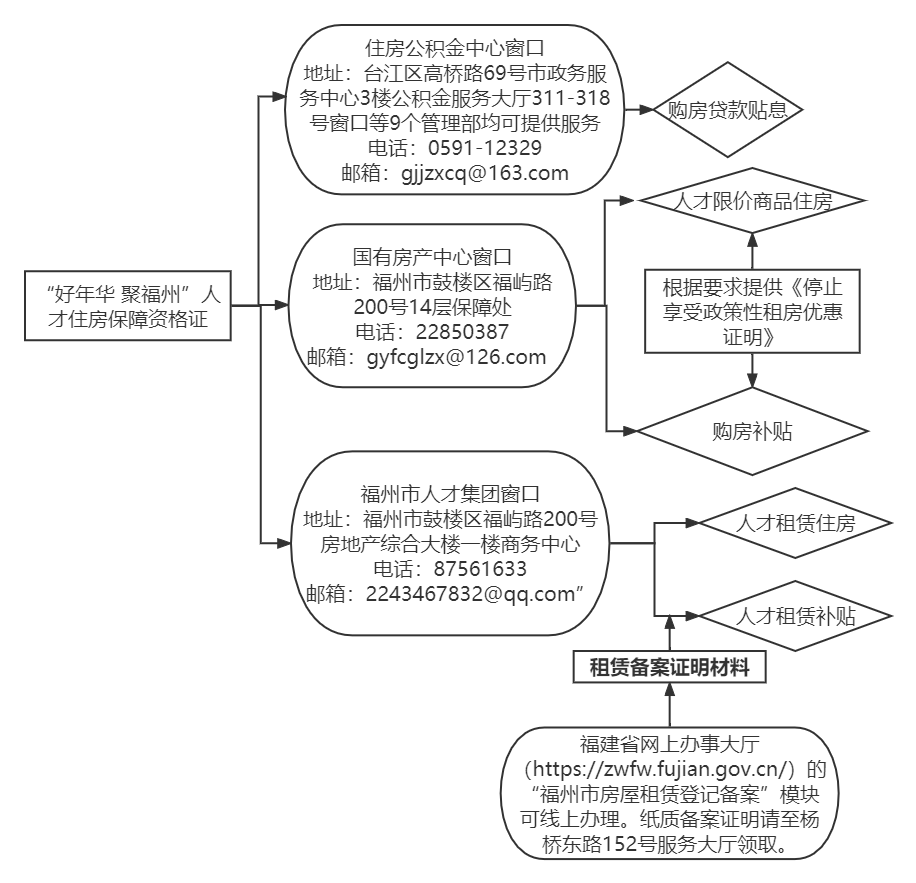 住房公积金中心窗口
地址：台江区高桥路69号市政务服
务中心3楼公积金服务大厅311-318
号窗口等9个管理部均可提供服务
电话：0591-12329
邮箱：gjjzxcq@163.com
购房贷款贴息
“好年华 聚福州”人
才住房保障资格证
国有房产中心窗口
地址：福州市鼓楼区福屿路
200号14层保障处
电话：22850387
邮箱：gyfcglzx@126.com
人才限价商品住房
根据要求提供《停止
享受政策性租房优惠
证明》
购房补贴
福州市人才集团窗口
地址：福州市鼓楼区福屿路200号
房地产综合大楼一楼商务中心
电话：87561633
邮箱：2243467832@qq.com”
人才租赁住房
人才租赁补贴
租赁备案证明材料
福建省网上办事大厅
（https://zwfw.fujian.gov.cn/）的
“福州市房屋租赁登记备案”模块
可线上办理。纸质备案证明请至杨
桥东路152号服务大厅领取。